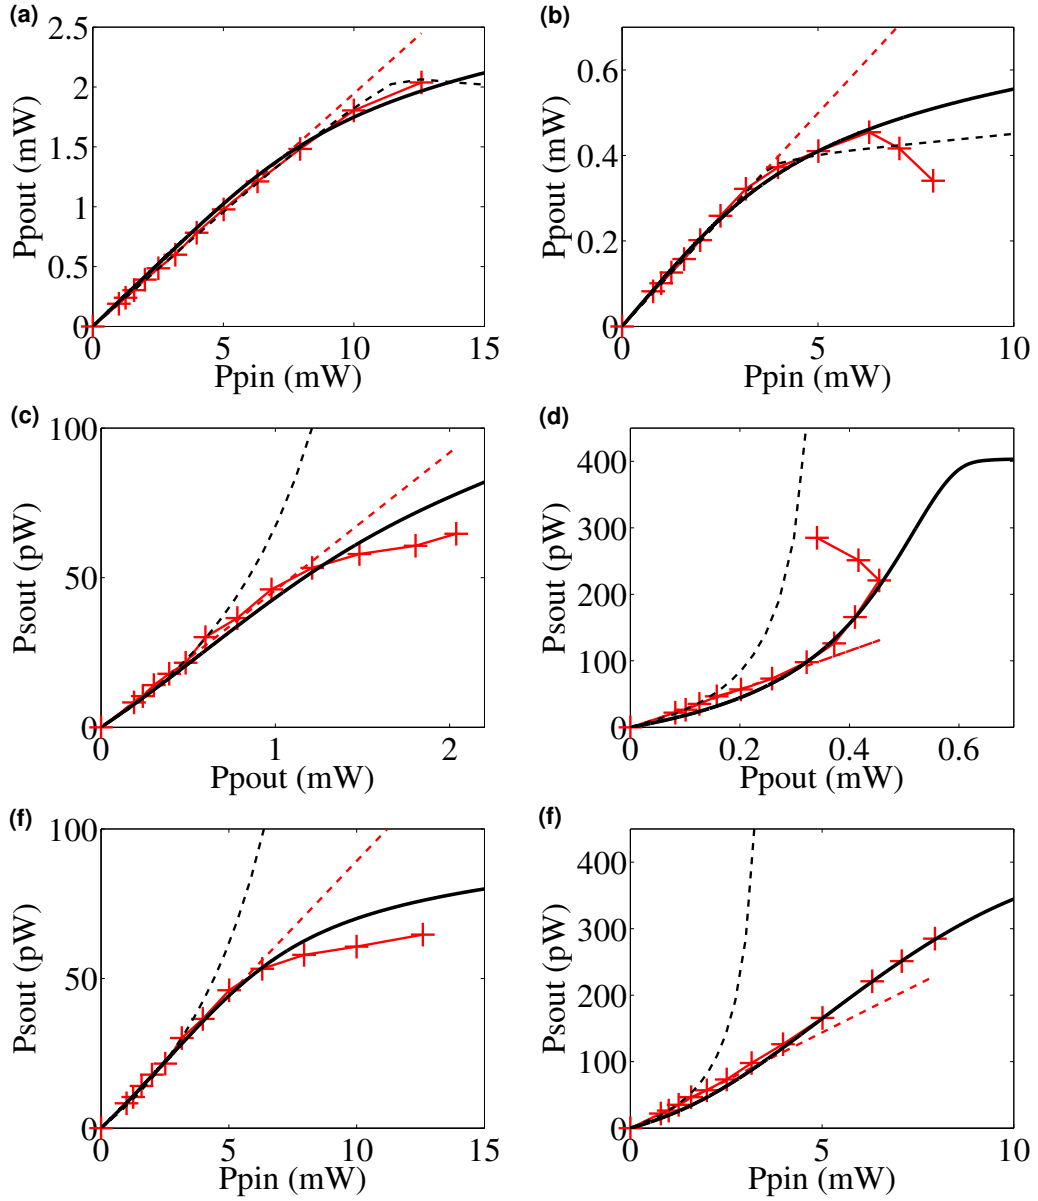 (a)
2.5
2
1.5
1
0.5
0
Ppout (mW)
0 5 10 15
Ppin (mW)
(b)
0.6
0.4
0.2
0
Ppout (mW)
0 5 10
Ppin (mW)
(c)
100
50
0
Psout (pW)
0 1 2
Ppout (mW)
(d)
400
300
200
100
0
Psout (pW)
0 0.2 0.4 0.6
Ppout (mW)
(f)
100
50
0
Psout (pW)
0 5 10 15
Ppin (mW)
(f)
400
300
200
100
0
Psout (pW)
0 5 10
Ppin (mW)